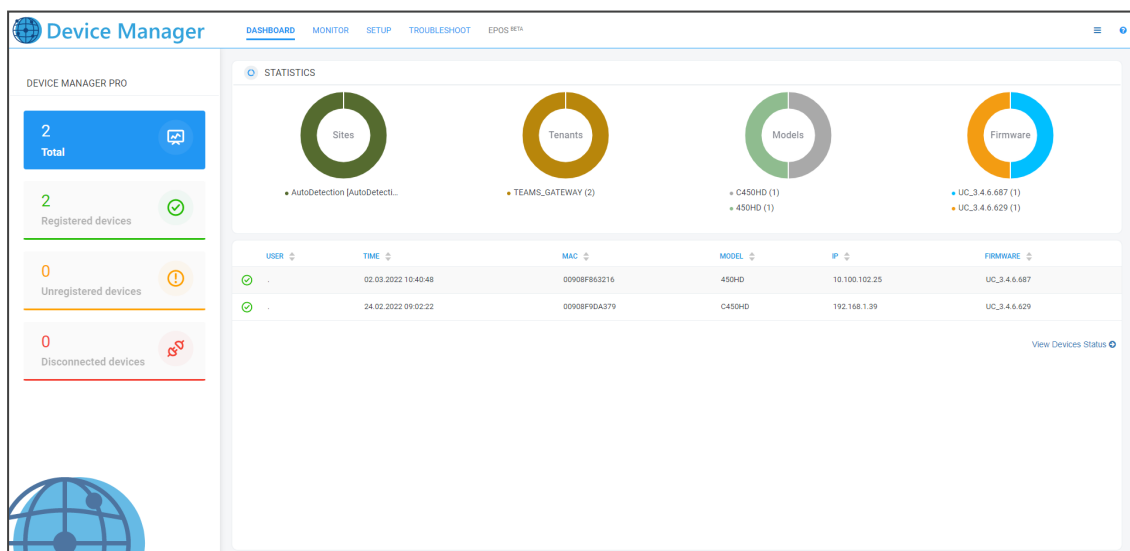 Device Manager
DASHBOARD MONITOR SETUP TROUBLESHOOT EPOS BETA
DEVICE MANAGER PRO
2
Total
2
Registered devices
0
Unregistered devices
0
Disconnected devices
STATISTICS
Sites
AutoDetection [AutoDetecti...
Tenants
TEAMS_GATEWAY (2)
Models
C450HD (1)
450HD (1)
Firmware
UC_3.4.6.687 (1)
UC_3.4.6.629 (1)
USER TIME MAC MODEL IP FIRMWARE
. 02.03.2022 10:40:48 00908F863216 450HD 10.100.102.25 UC_3.4.6.687
. 24.02.2022 09:02:22 00908F9DA379 C450HD 192.168.1.39 UC_3.4.6.629
View Devices Status